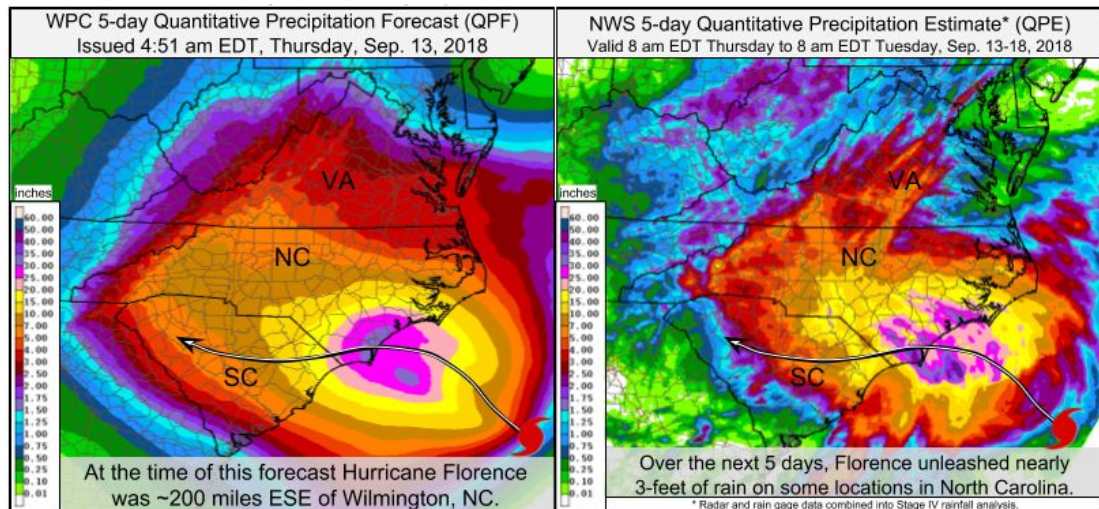 WPC 5-day Quantitative Precipitation Forecast (QPF)
Issued 4:51 am EDT, Thursday, Sep. 13, 2018
VA
NC
SC
inches
60.00
50.00
40.00
30.00
25.00
20.00
15.00
10.00
7.00
5.00
4.00
3.00
2.50
2.00
1.75
1.50
1.25
1.00
0.75
0.50
0.25
0.10
0.01
At the time of this forecast Hurricane Florence
was ~200 miles ESE of Wilmington, NC.
NWS 5-day Quantitative Precipitation Estimate* (QPE)
Valid 8 am EDT Thursday to 8 am EDT Tuesday, Sep. 13-18, 2018
VA
NC
SC
inches
60.00
50.00
40.00
30.00
25.00
20.00
15.00
10.00
7.00
5.00
4.00
3.00
2.50
2.00
1.75
1.50
1.25
1.00
0.75
0.50
0.25
0.10
0.01
Over the next 5 days, Florence unleashed nearly
3-feet of rain on some locations in North Carolina.
* Radar and rain gage data combined into Stage IV rainfall analysis.